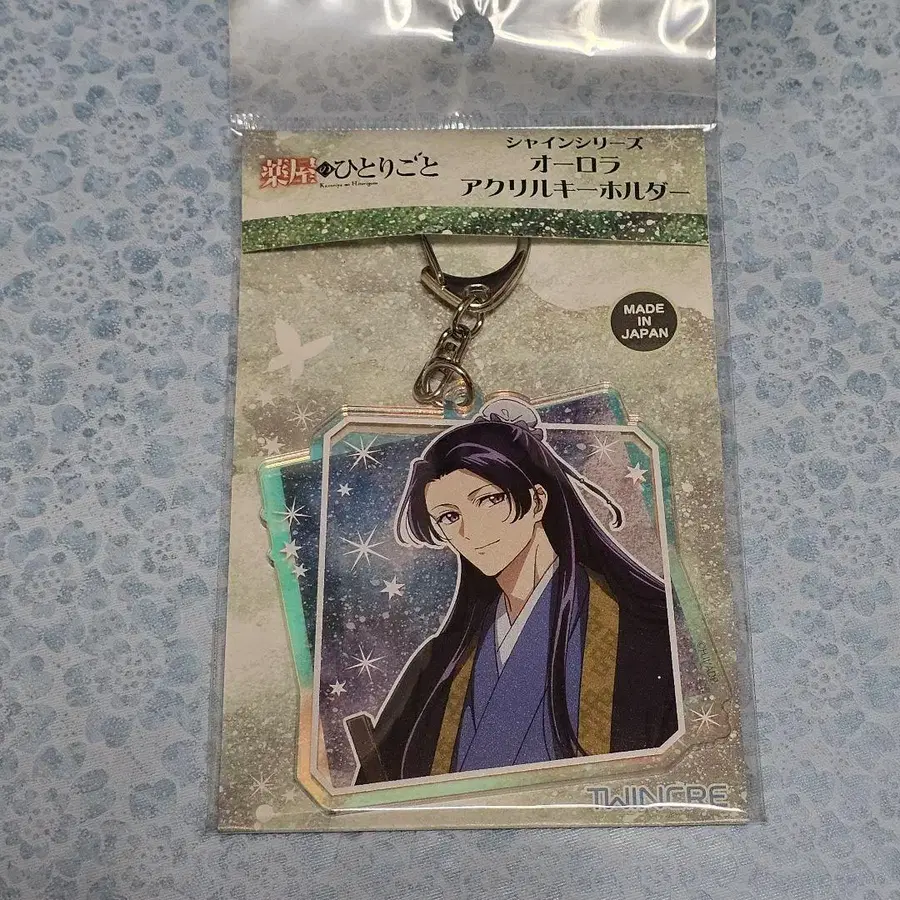 薬屋のひとりごと
Kusuriya no Hitorigoto
シャインシリーズ
オーロラ
アクリルキーホルダー
MADE
IN
JAPAN
TWINCRE